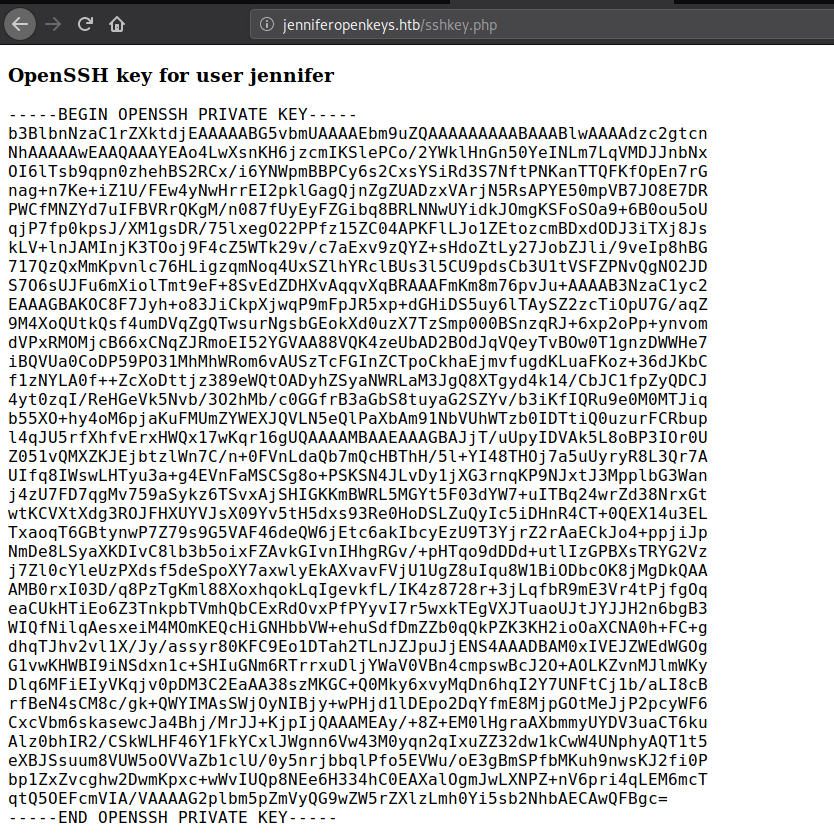 jenniferopenkeys.htb/sshkey.php
OpenSSH key for user jennifer
-----BEGIN OPENSSH PRIVATE KEY-----
b3BlbnNzaC1rZXktdjEAAAAABG5vbmUAAAAEbm9uZQAAAAAAAAABAAABlwAAAAdzc2gtcn
NhAAAAAwEAAQAAAYEAo4LwXsnKH6jzcmIKSlePCo/2YWklHnGn50YeINLm7LqVMDJJnbNx
OI6lTsb9qpn0zhehBS2RCx/i6YNWpmBBPCy6s2CxsYSiRd3S7NftPNKanTTQFKfOpEn7rG
nag+n7Ke+iZ1U/FEw4yNwHrrEI2pklGagQjnZgZUADzxVArjN5RsAPYE50mpVB7JO8E7DR
PWCfMNZYd7uIFBVRrQKgM/n087fUyEyFZGibq8BRLNNwUYidkJOmgKSFoSOa9+6B0ou5oU
qjP7fp0kpsJ/XM1gsDR/75lxegO22PPfz15ZC04APKFlLJo1ZEtozcmBDxdODJ3iTXj8Js
kLV+lnJAMInjK3TOoj9F4cZ5WTk29v/c7aExv9zQYZ+sHdoZtLy27JobZJli/9veIp8hBG
717QzQxMmKpvnlc76HLigzqmNoq4UxSZlhYRclBUs3l5CU9pdsCb3U1tVSFZPNvQgNO2JD
S7O6sUJFu6mXiolTmt9eF+8SvEdZDHXvAqqvXqBRAAAFmKm8m76pvJu+AAAAB3NzaC1yc2
EAAAGBAKOC8F7Jyh+o83JiCkpXjwqP9mFpJR5xp+dGHiDS5uy6lTAySZ2zcTiOpU7G/aqZ
9M4XoQUtkQsf4umDVqZgQTwsurNgsbGEokXd0uzX7TzSmp000BSnzqRJ+6xp2oPp+ynvom
dVPxRMOMjcB66xCNqZJRmoEI52YGVAA88VQK4zeUbAD2BOdJqVQeyTvBOw0T1gnzDWWHe7
iBQVUa0CoDP59PO31MhMhWRom6vAUSzTcFGInZCTpoCkhaEjmvfugdKLuaFKoz+36dJKbC
f1zNYLA0f++ZcXoDttjz389eWQtOADyhZSyaNWRLaM3JgQ8XTgyd4k14/CbJC1fpZyQDCJ
4yt0zqI/ReHGeVk5Nvb/3O2hMb/c0GGfrB3aGbS8tuyaG2SZYv/b3iKfIQRu9e0M0MTJiq
b55XO+hy4oM6pjaKuFMUmZYWEXJQVLN5eQlPaXbAm91NbVUhWTzb0IDTtiQ0uzurFCRbup
l4qJU5rfXhfvErxHWQx17wKqr16gUQAAAAMBAAEAAAGBAJjT/uUpyIDVAk5L8oBP3IOr0U
Z051vQMXZKJEjbtzlWn7C/n+0FVnLdaQb7mQcHBThH/5l+YI48THOj7a5uUyryR8L3Qr7A
UIfq8IWswLHTyu3a+g4EVnFaMSCSg8o+PSKSN4JLvDy1jXG3rnqKP9NJxtJ3MpplbG3Wan
j4zU7FD7qgMv759aSykz6TSvxAjSHIGKKmBWRL5MGYt5F03dYW7+uITBq24wrZd38NrxGt
wtKCVXtXdg3ROJFHXUYVJsX09Yv5tH5dxs93Re0HoDSLZuQyIc5iDHnR4CT+0QEX14u3EL
TxaoqT6GBtynwP7Z79s9G5VAF46deQW6jEtc6akIbcyEzU9T3YjrZ2rAaECkJo4+ppjiJp
NmDe8LSyaXKDIvC8lb3b5oixFZAvkGIvnIHhgRGv/+pHTqo9dDDd+utlIzGPBXsTRYG2Vz
j7Zl0cYleUzPXdsf5deSpoXY7axwlyEkAXvavFVjU1UgZ8uIqu8W1BiODbcOK8jMgDkQAA
AMB0rxI03D/q8PzTgKml88XoxhqokLqIgevkfL/IK4z8728r+3jLqfbR9mE3Vr4tPjfgOq
eaCUkHTiEo6Z3TnkpbTVmhQbCExRdOvxPfPYyvI7r5wxkTEgVXJTuaoUJtJYJJH2n6bgB3
WIQfNilqAesxeiM4MOmKEQcHiGNHbbVW+ehuSdfDmZZb0qQkPZK3KH2ioOaXCNA0h+FC+g
dhqTJhv2vl1X/Jy/assyr80KFC9Eo1DTah2TLnJZJpuJjENS4AAADBAM0xIVEJZWEdWGOg
G1vwKHWBI9iNSdxn1c+SHIuGNm6RTrrxuDljYWaV0VBn4cmpswBcJ2O+AOLKZvnMJlmWKy
Dlq6MFiEIyVKqjv0pDM3C2EaAA38szMKGC+Q0Mky6xvyMqDn6hqI2Y7UNFtCj1b/aLI8cB
rfBeN4sCM8c/gk+QWYIMAsSWjOyNIBjy+wPHjd1lDEpo2DqYfmE8MjpGOtMeJjP2pcyWF6
CxcVbm6skasewcJa4Bhj/MrJJ+KjpIjQAAAMEAy/+8Z+EM0lHgraAXbmmyUYDV3uaCT6ku
Alz0bhIR2/CSkWLHF46Y1FkYCxlJWgnn6Vw43M0yqn2qIxuZZ32dw1kCwW4UNphyAQT1t5
eXBJSsuum8VUW5oOVVaZb1clU/0y5nrjbbqlPfo5EVWu/oE3gBmSPfbMKuh9nwsKJ2fi0P
bp1ZxZvcghw2DwmKpxc+wWvIUQp8NEe6H334hC0EAXalOgmJwLXNPZ+nV6pri4qLEM6mcT
qtQ5OEFcmVIA/VAAAAG2plbm5pZmVyQG9wZW5rZXlzLmh0Yi5sb2NhbAECAwQFBgc=
-----END OPENSSH PRIVATE KEY-----